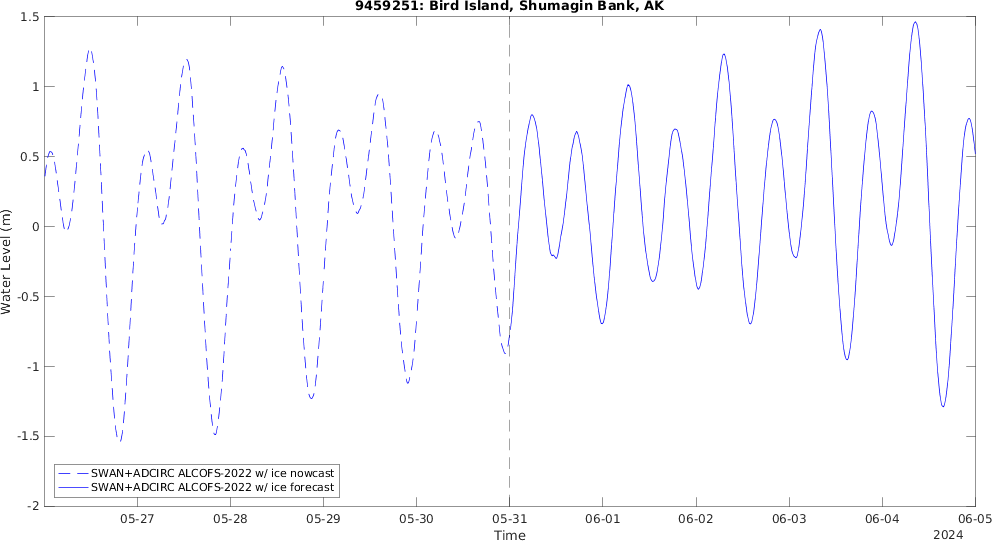 9459251: Bird Island, Shumagin Bank, AK
Water Level (m)
1.5
1
0.5
0
-0.5
-1
-1.5
-2
SWAN+ADCIRC ALCOFS-2022 w/ ice nowcast
SWAN+ADCIRC ALCOFS-2022 w/ ice forecast
05-27 05-28 05-29 05-30 05-31 06-01 06-02 06-03 06-04 06-05
Time
2024